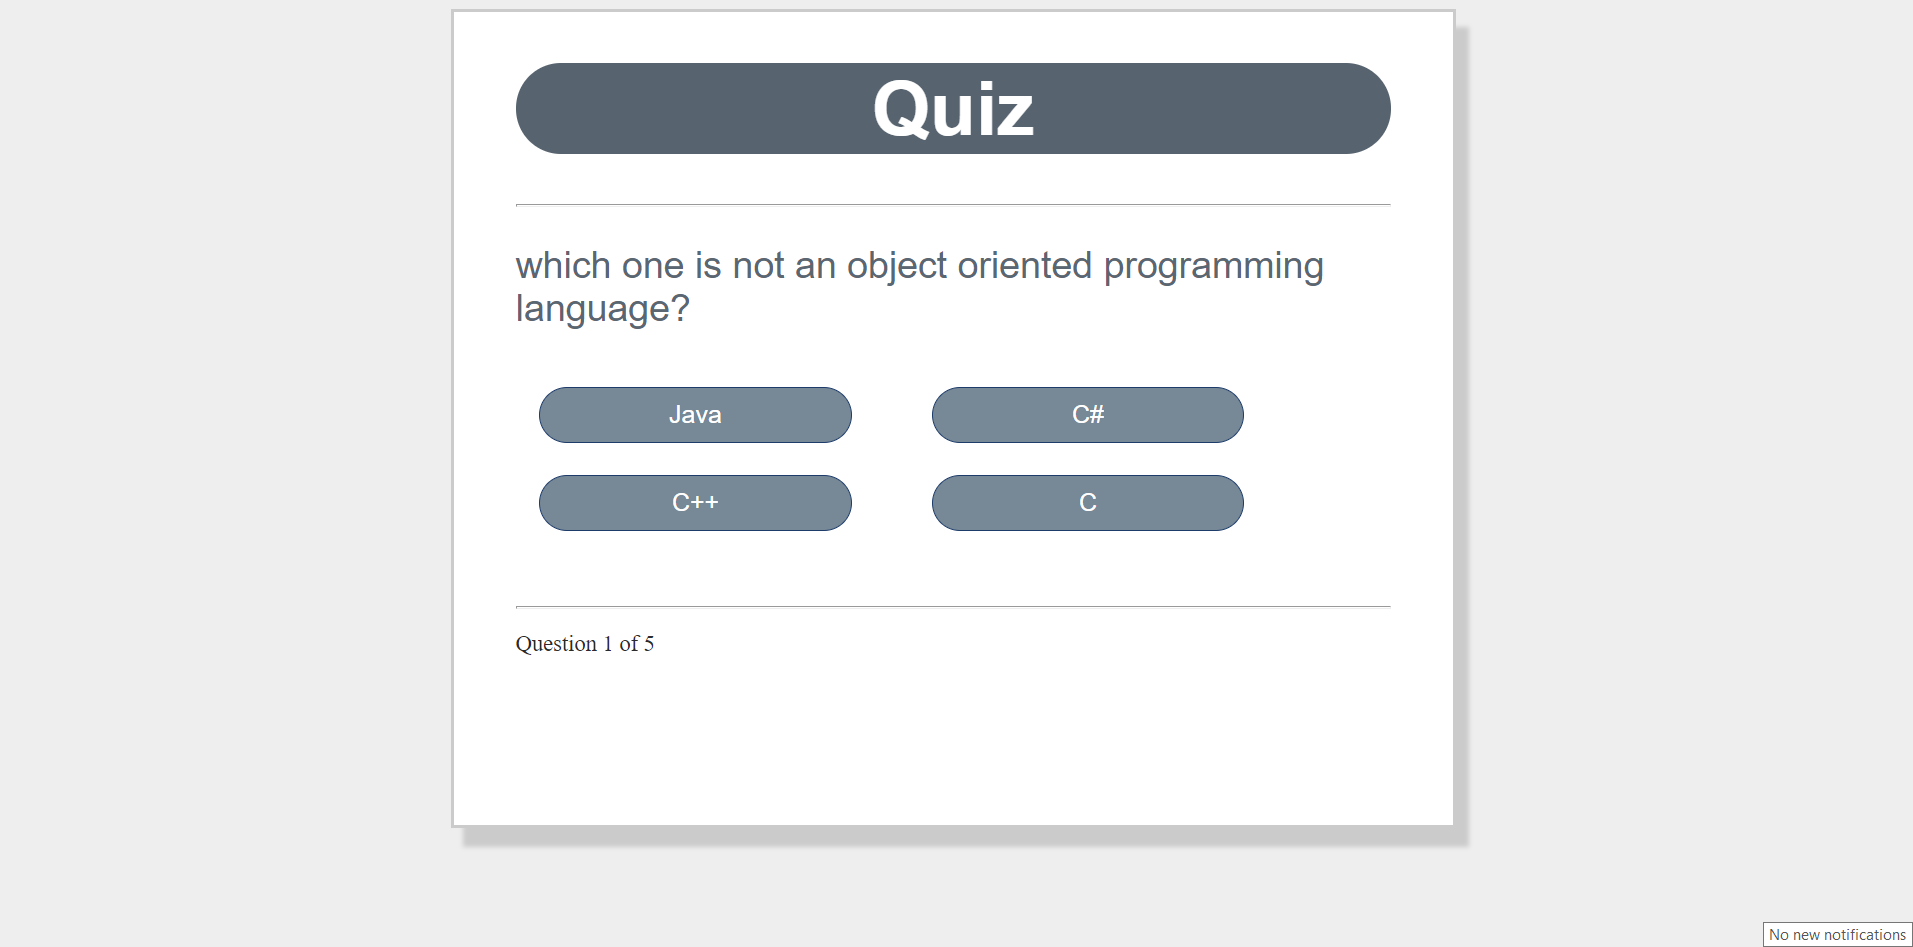 Quiz
which one is not an object oriented programming
language?
Java
C#
C++
C
Question 1 of 5
No new notifications